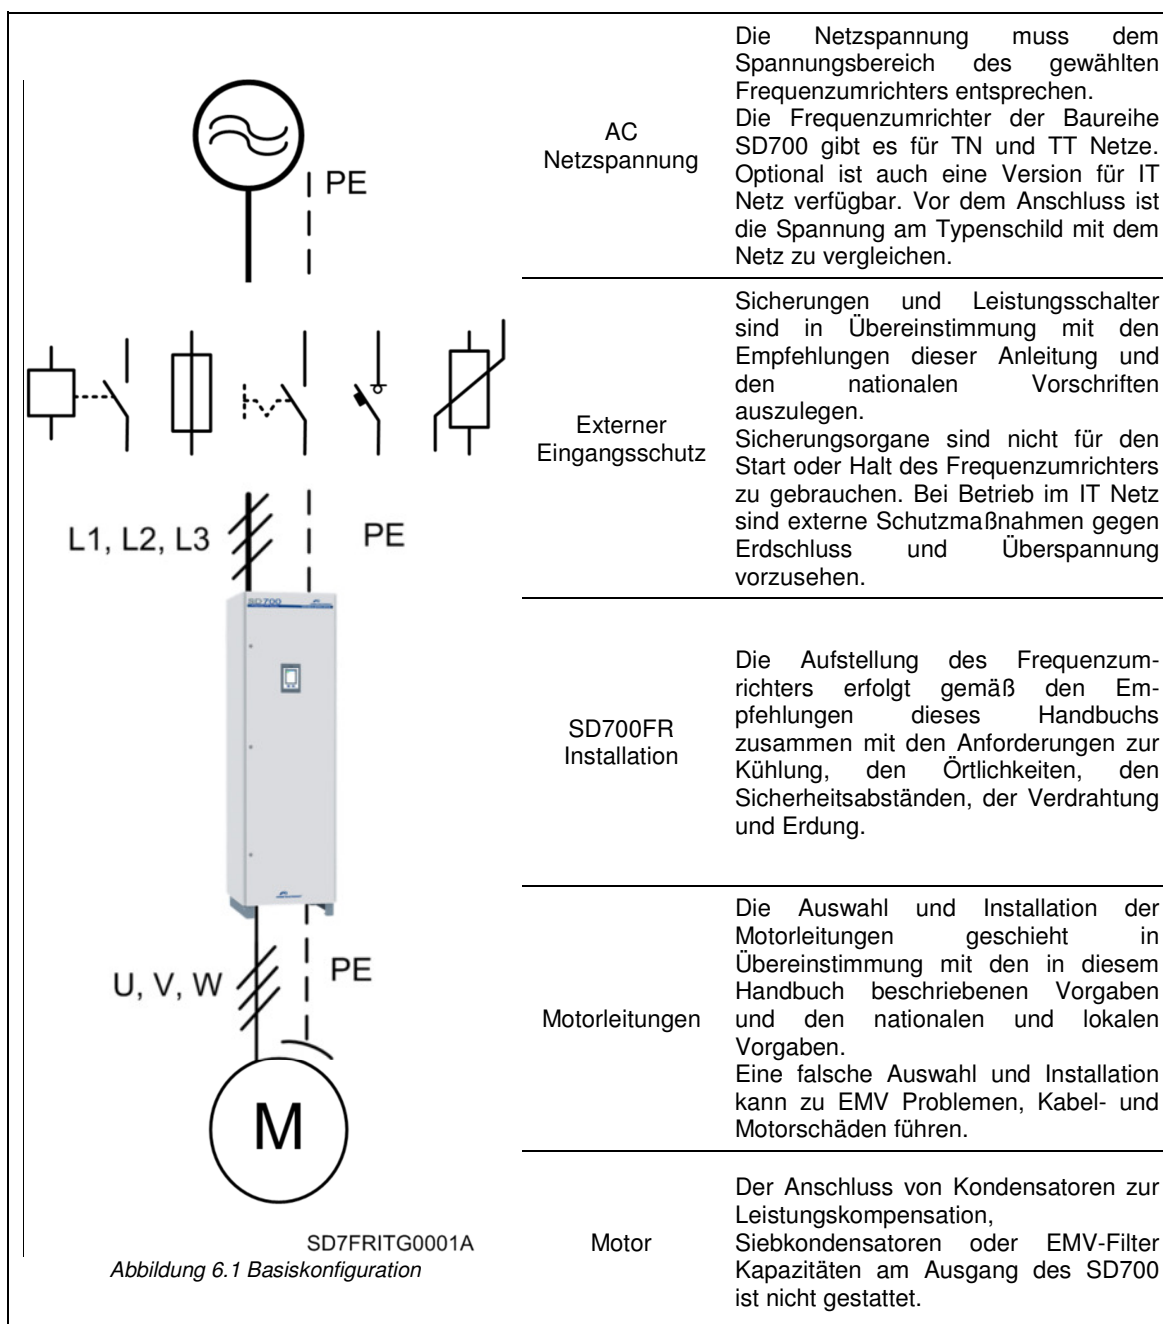 PE
L1, L2, L3
PE
SD700
U, V, W
PE
M
SD7FRITG0001A
Abbildung 6.1 Basiskonfiguration
AC
Netzspannung
Die Netzspannung muss dem
Spannungsbereich des gewählten
Frequenzumrichters entsprechen.
Die Frequenzumrichter der Baureihe
SD700 gibt es für TN und TT Netze.
Optional ist auch eine Version für IT
Netz verfügbar. Vor dem Anschluss ist
die Spannung am Typenschild mit dem
Netz zu vergleichen.
Externer
Eingangsschutz
Sicherungen und Leistungsschalter
sind in Übereinstimmung mit den
Empfehlungen dieser Anleitung und
den nationalen Vorschriften
auszulegen.
Sicherungsorgane sind nicht für den
Start oder Halt des Frequenzumrichters
zu gebrauchen. Bei Betrieb im IT Netz
sind externe Schutzmaßnahmen gegen
Erdschluss und Überspannung
vorzusehen.
SD700FR
Installation
Die Aufstellung des Frequenzum-
richters erfolgt gemäß den Em-
pfehlungen dieses Handbuchs
zusammen mit den Anforderungen zur
Kühlung, den Örtlichkeiten, den
Sicherheitsabständen, der Verdrahtung
und Erdung.
Motorleitungen
Die Auswahl und Installation der
Motorleitungen geschieht in
Übereinstimmung mit den in diesem
Handbuch beschriebenen Vorgaben
und den nationalen und lokalen
Vorgaben.
Eine falsche Auswahl und Installation
kann zu EMV Problemen, Kabel- und
Motorschäden führen.
Motor
Der Anschluss von Kondensatoren zur
Leistungskompensation,
Siebkondensatoren oder EMV-Filter
Kapazitäten am Ausgang des SD700
ist nicht gestattet.